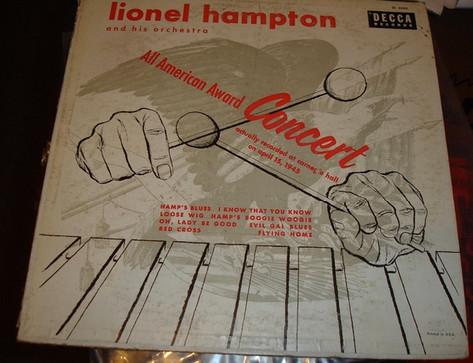 lionel hampton
and his orchestra
DECCA
RECORDS
All American Award
Concert
actually recorded at carnegie hall
on april 15, 1945
HAMP'S BLUES I KNOW THAT YOU KNOW
LOOSE WIG HAMP'S BOOGIE WOOGIE
OH, LADY BE GOOD EVIL GAL BLUES
RED CROSS FLYING HOME
Printed in U.S.A.